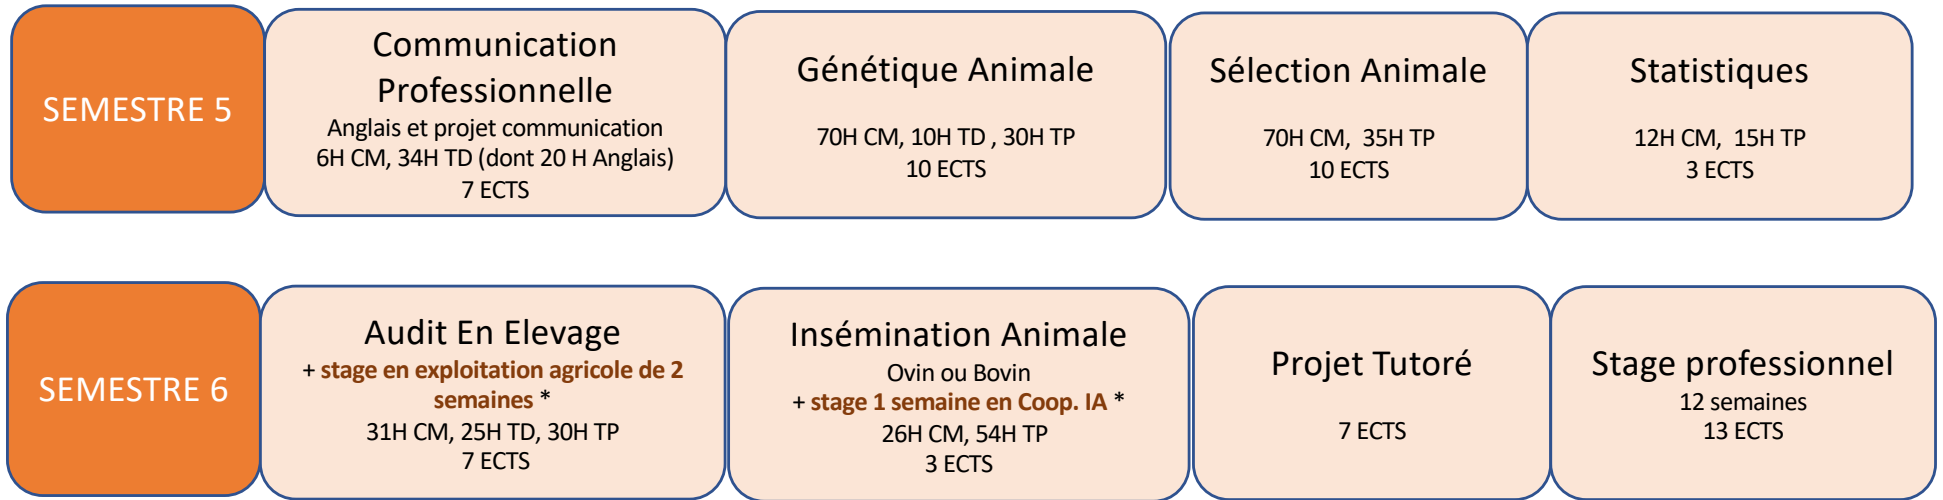 SEMESTRE 5
Communication
Professionnelle
Anglais et projet communication
6H CM, 34H TD (dont 20 H Anglais)
7 ECTS
Génétique Animale
70H CM, 10H TD , 30H TP
10 ECTS
Sélection Animale
70H CM, 35H TP
10 ECTS
Statistiques
12H CM, 15H TP
3 ECTS
SEMESTRE 6
Audit En Elevage
+ stage en exploitation agricole de 2
semaines *
31H CM, 25H TD, 30H TP
7 ECTS
Insémination Animale
Ovin ou Bovin
+ stage 1 semaine en Coop. IA *
26H CM, 54H TP
3 ECTS
Projet Tutoré
7 ECTS
Stage professionnel
12 semaines
13 ECTS